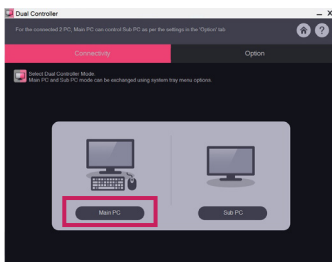 Dual Controller
For the connected 2 PC, Main PC can control Sub PC as per the settings in the 'Option' tab.
Connectivity
Option
Select Dual Controller Mode.
Main PC and Sub PC mode can be exchanged using system tray menu options.
Main PC
Sub PC